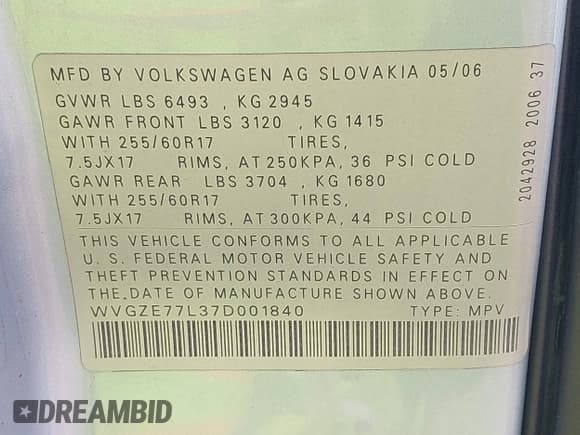 MFD BY VOLKSWAGEN AG SLOVAKIA 05/06
GVWR LBS 6493 , KG 2945
GAWR FRONT LBS 3120 , KG 1415
WITH 255/60R17 TIRES,
7.5JX17 RIMS, AT 250KPA, 36 PSI COLD
GAWR REAR LBS 3704 , KG 1680
WITH 255/60R17 TIRES,
7.5JX17 RIMS, AT 300KPA, 44 PSI COLD
THIS VEHICLE CONFORMS TO ALL APPLICABLE
U. S. FEDERAL MOTOR VEHICLE SAFETY AND
THEFT PREVENTION STANDARDS IN EFFECT ON
THE.DATE OF MANUFACTURE SHOWN ABOVE.
WVGZE77L37D001840 TYPE: MPV
2042928 2006 37
DREAMBID